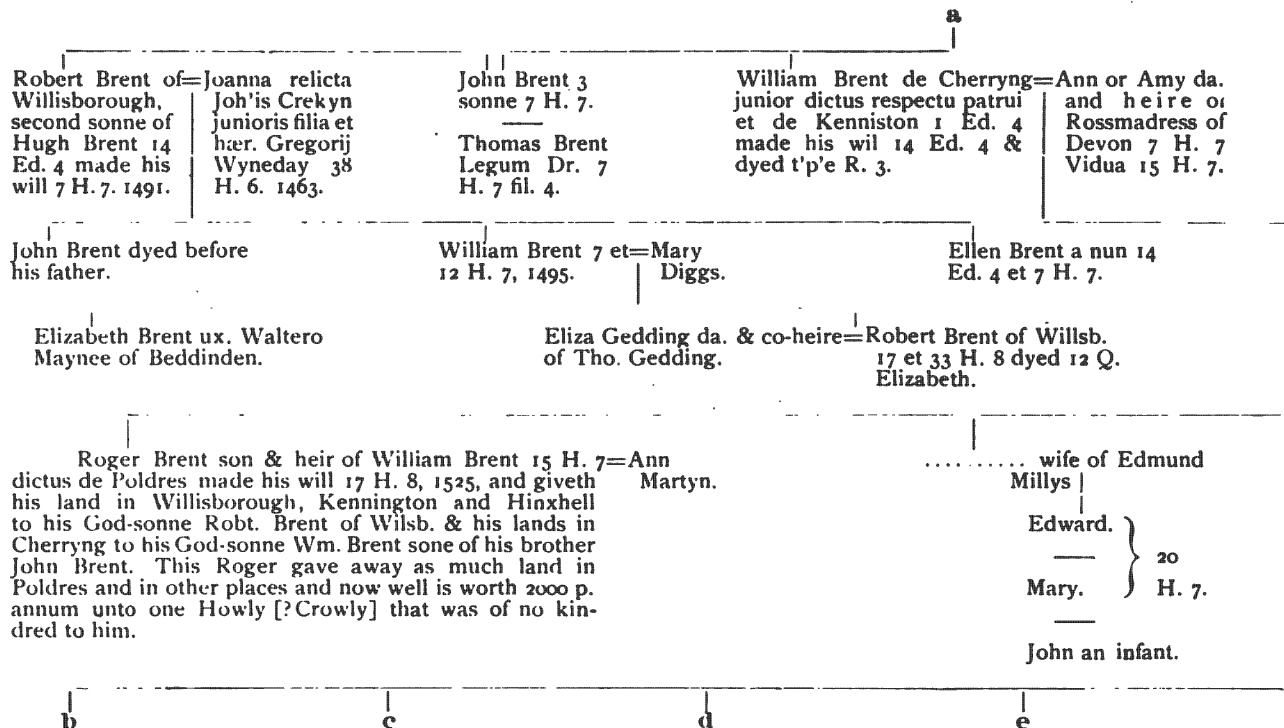 a
Robert Brent of=Joanna relicta
Willisborough, Joh'is Crekyn
second sonne of junioris filia et
Hugh Brent 14 hær. Gregorij
Ed. 4 made his Wyneday 38
will 7 H. 7. 1491. H. 6. 1463.
John Brent 3
sonne 7 H. 7.
Thomas Brent
Legum Dr. 7
H. 7 fil. 4.
William Brent de Cherryng=Ann or Amy da.
junior dictus respectu patrui and heire of
et de Kenniston 1 Ed. 4 Rossmadress of
made his wil 14 Ed. 4 & Devon 7 H. 7
dyed t'p'e R. 3. Vidua 15 H. 7.
John Brent dyed before
his father.
William Brent 7 et=Mary
12 H. 7, 1495. Diggs.
Ellen Brent a nun 14
Ed. 4 et 7 H. 7.
Elizabeth Brent ux. Waltero
Maynee of Beddinden.
Eliza Gedding da. & co-heire=Robert Brent of Willsb.
of Tho. Gedding. 17 et 33 H. 8 dyed 12 Q.
Elizabeth.
Roger Brent son & heir of William Brent 15 H. 7=Ann
dictus de Poldres made his will 17 H. 8, 1525, and giveth Martyn.
his land in Willisborough, Kennington and Hinxhell
to his God-sonne Robt. Brent of Wilsb. & his lands in
Cherryng to his God-sonne Wm. Brent sone of his brother
John Brent. This Roger gave away as much land in
Poldres and in other places and now well is worth 2000 p.
annum unto one Howly [?Crowly] that was of no kin-
dred to him.
.......... wife of Edmund
Millys
Edward.
20
Mary. H. 7.
John an infant.
b c d e